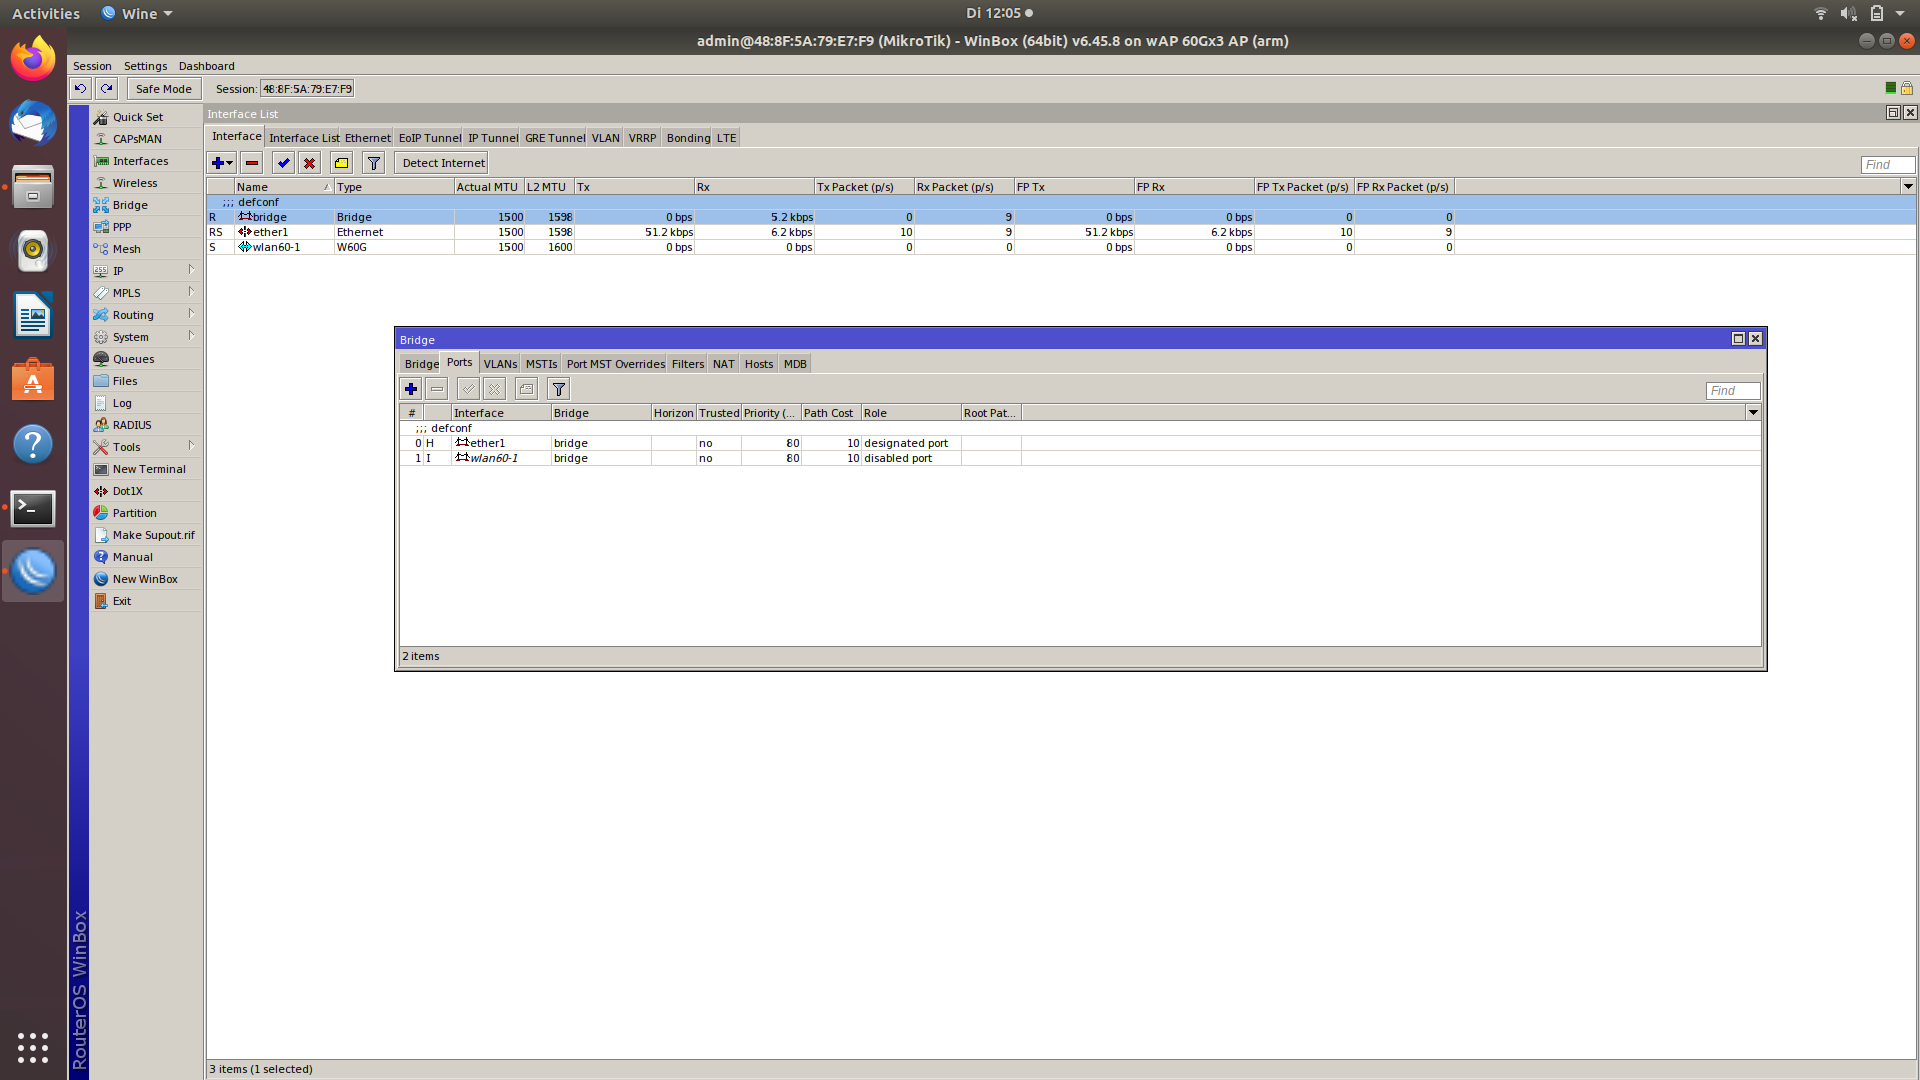 Activities Wine Di 12:05
admin@48:8F:5A:79:E7:F9 (MikroTik) - WinBox (64bit) v6.45.8 on wAP 60Gx3 AP (arm)
Session Settings Dashboard
Safe Mode Session: 48:8F:5A:79:E7:F9
Quick Set
CAPsMAN
Interfaces
Wireless
Bridge
PPP
Mesh
IP
MPLS
Routing
System
Queues
Files
Log
RADIUS
Tools
New Terminal
Dot1X
Partition
Make Supout.rif
Manual
New WinBox
Exit
RouterOS WinBox
Interface List
Interface Interface List Ethernet EoIP Tunnel IP Tunnel GRE Tunnel VLAN VRRP Bonding LTE
Detect Internet Find
Name Type Actual MTU L2 MTU Tx Rx Tx Packet (p/s) Rx Packet (p/s) FP Tx FP Rx FP Tx Packet (p/s) FP Rx Packet (p/s)
;;; defconf
R bridge Bridge 1500 1598 0 bps 5.2 kbps 0 9 0 bps 0 bps 0 0
RS ether1 Ethernet 1500 1598 51.2 kbps 6.2 kbps 10 9 51.2 kbps 6.2 kbps 10 9
S wlan60-1 W60G 1500 1600 0 bps 0 bps 0 0 0 bps 0 bps 0 0
Bridge
Bridge Ports VLANs MSTIs Port MST Overrides Filters NAT Hosts MDB
Find
# Interface Bridge Horizon Trusted Priority (... Path Cost Role Root Pat...
;;; defconf
0 H ether1 bridge no 80 10 designated port
1 I wlan60-1 bridge no 80 10 disabled port
2 items
3 items (1 selected)